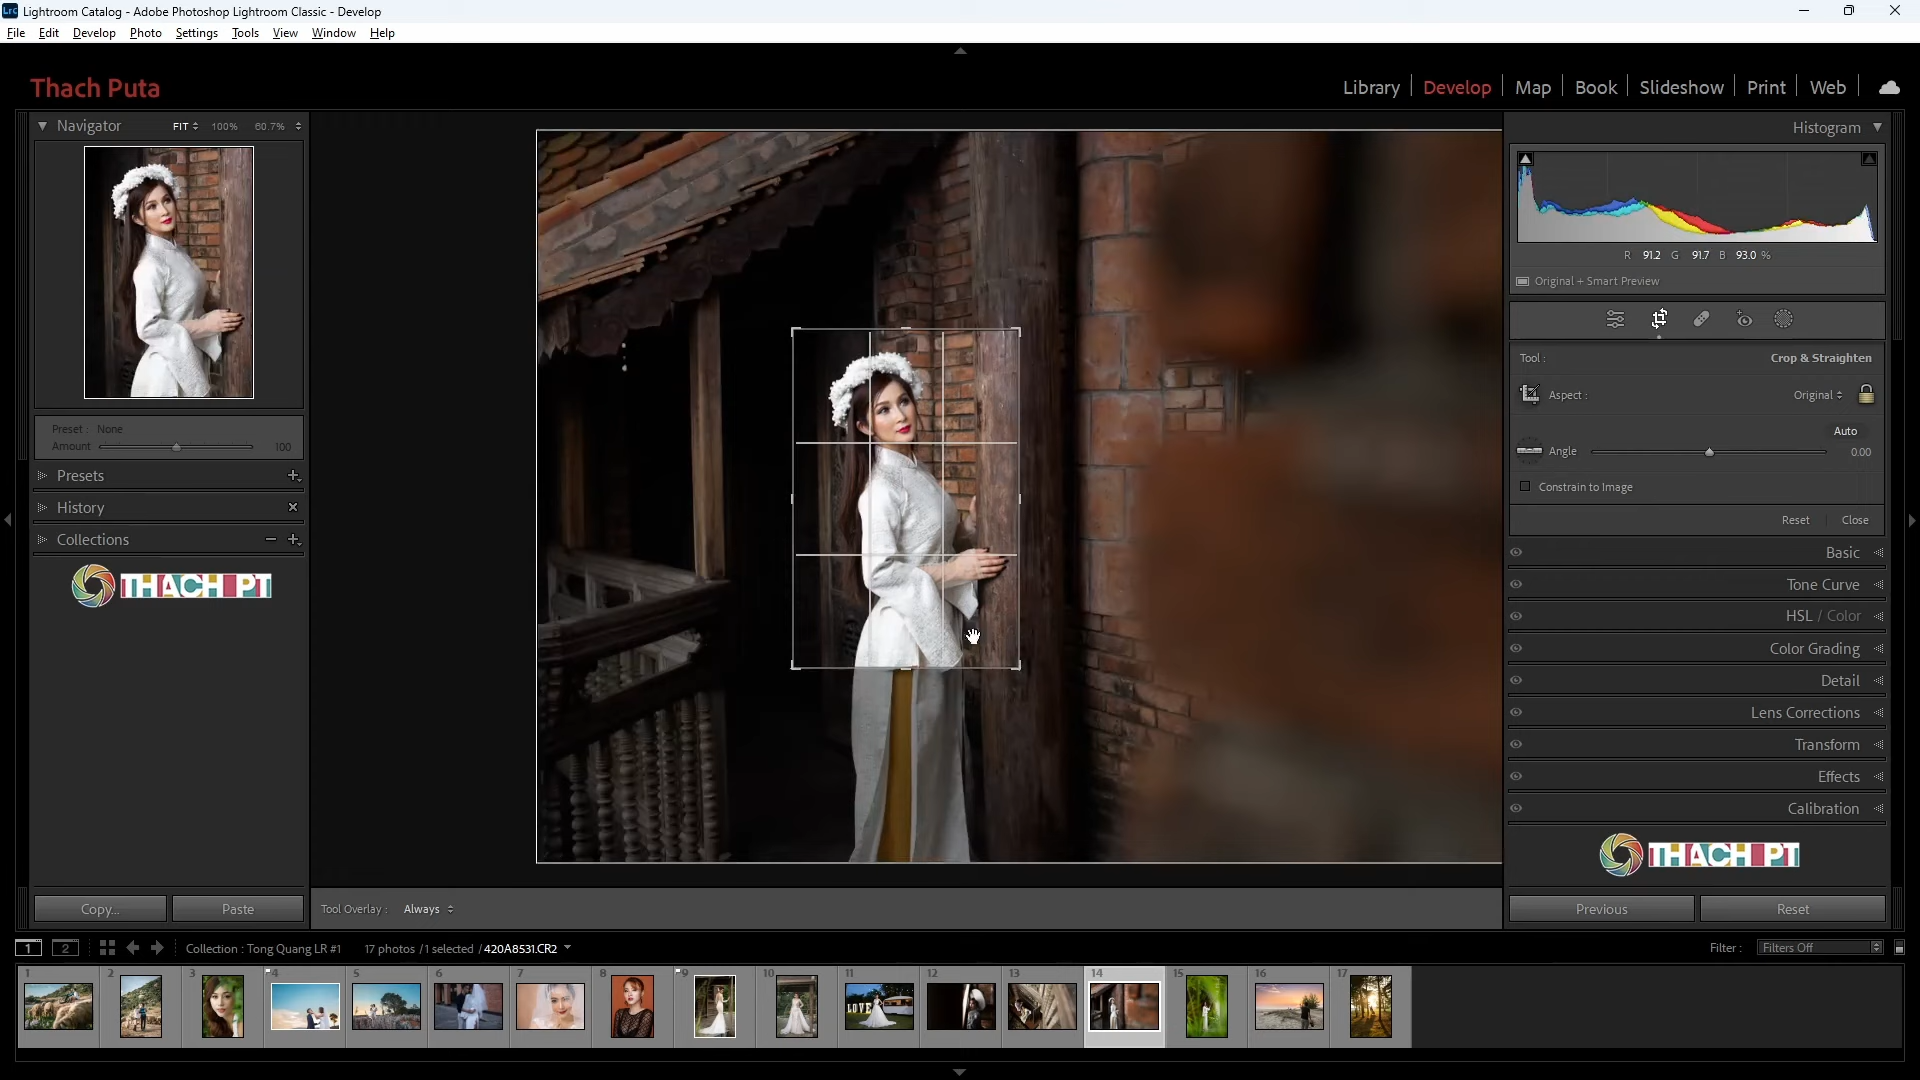 Lrc Lightroom Catalog - Adobe Photoshop Lightroom Classic - Develop
File Edit Develop Photo Settings Tools View Window Help
Thach Puta
Library Develop Map Book Slideshow Print Web
Navigator FIT 100% 60.7%
Histogram
R 91.2 G 91.7 B 93.0 %
Original + Smart Preview
Tool : Crop & Straighten
Aspect : Original
Auto
Angle 0.00
Constrain to Image
Reset Close
Preset : None
Amount 100
Presets
History
Collections
THACH PT
Basic
Tone Curve
HSL / Color
Color Grading
Detail
Lens Corrections
Transform
Effects
Calibration
THACH PT
Copy... Paste
Tool Overlay : Always
Previous Reset
1 2 Collection : Tong Quang LR #1 17 photos / 1 selected / 420A8531.CR2
Filter : Filters Off
1 2 3 4 5 6 7 8 9 10 11 12 13 14 15 16 17
LOVE